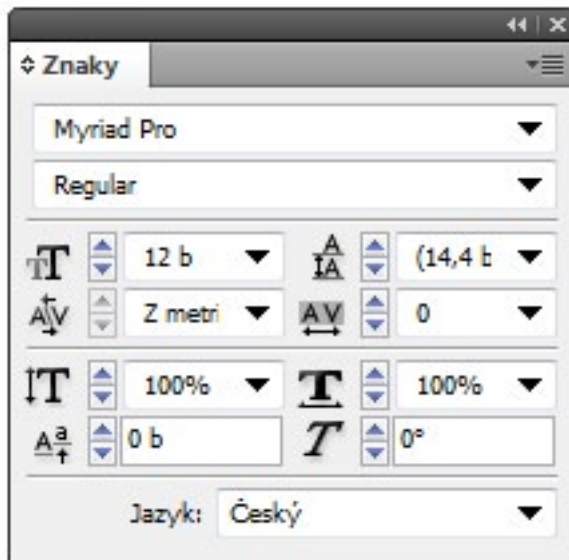 Znaky
Myriad Pro
Regular
12 b (14,4 b
Z metri 0
100% 100%
0 b 0°
Jazyk: Český